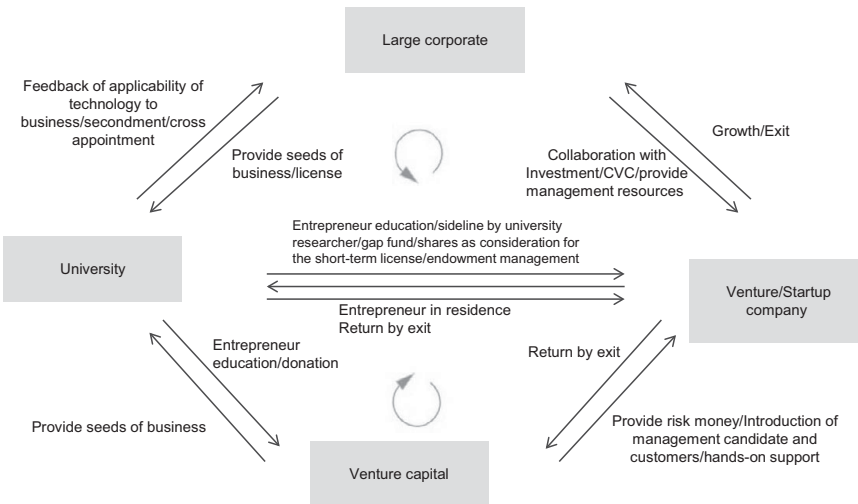 Large corporate
Feedback of applicability of
technology to
business/secondment/cross
appointment
Growth/Exit
Provide seeds of
business/license
Collaboration with
Investment/CVC/provide
management resources
Entrepreneur education/sideline by university
researcher/gap fund/shares as consideration for
the short-term license/endowment management
University
Venture/Startup
company
Entrepreneur in residence
Return by exit
Entrepreneur
education/donation
Return by exit
Provide seeds of business
Provide risk money/Introduction of
management candidate and
customers/hands-on support
Venture capital